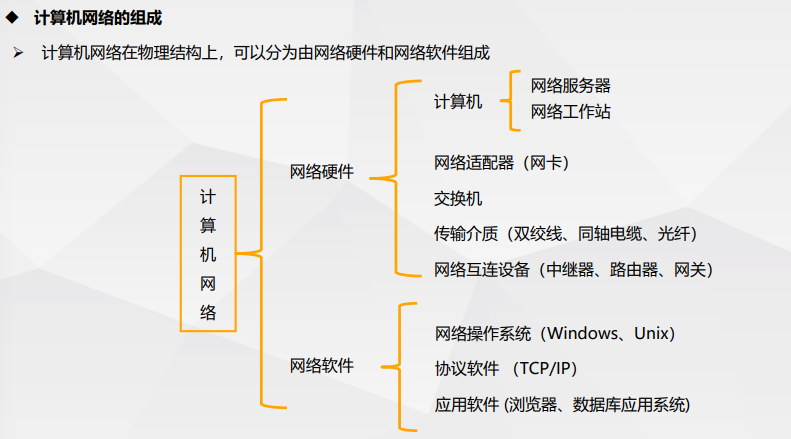 ◆ 计算机网络的组成
➢ 计算机网络在物理结构上，可以分为由网络硬件和网络软件组成
计算机网络
网络硬件
计算机
网络服务器
网络工作站
网络适配器（网卡）
交换机
传输介质（双绞线、同轴电缆、光纤）
网络互连设备（中继器、路由器、网关）
网络软件
网络操作系统（Windows、Unix）
协议软件 （TCP/IP）
应用软件 (浏览器、数据库应用系统)